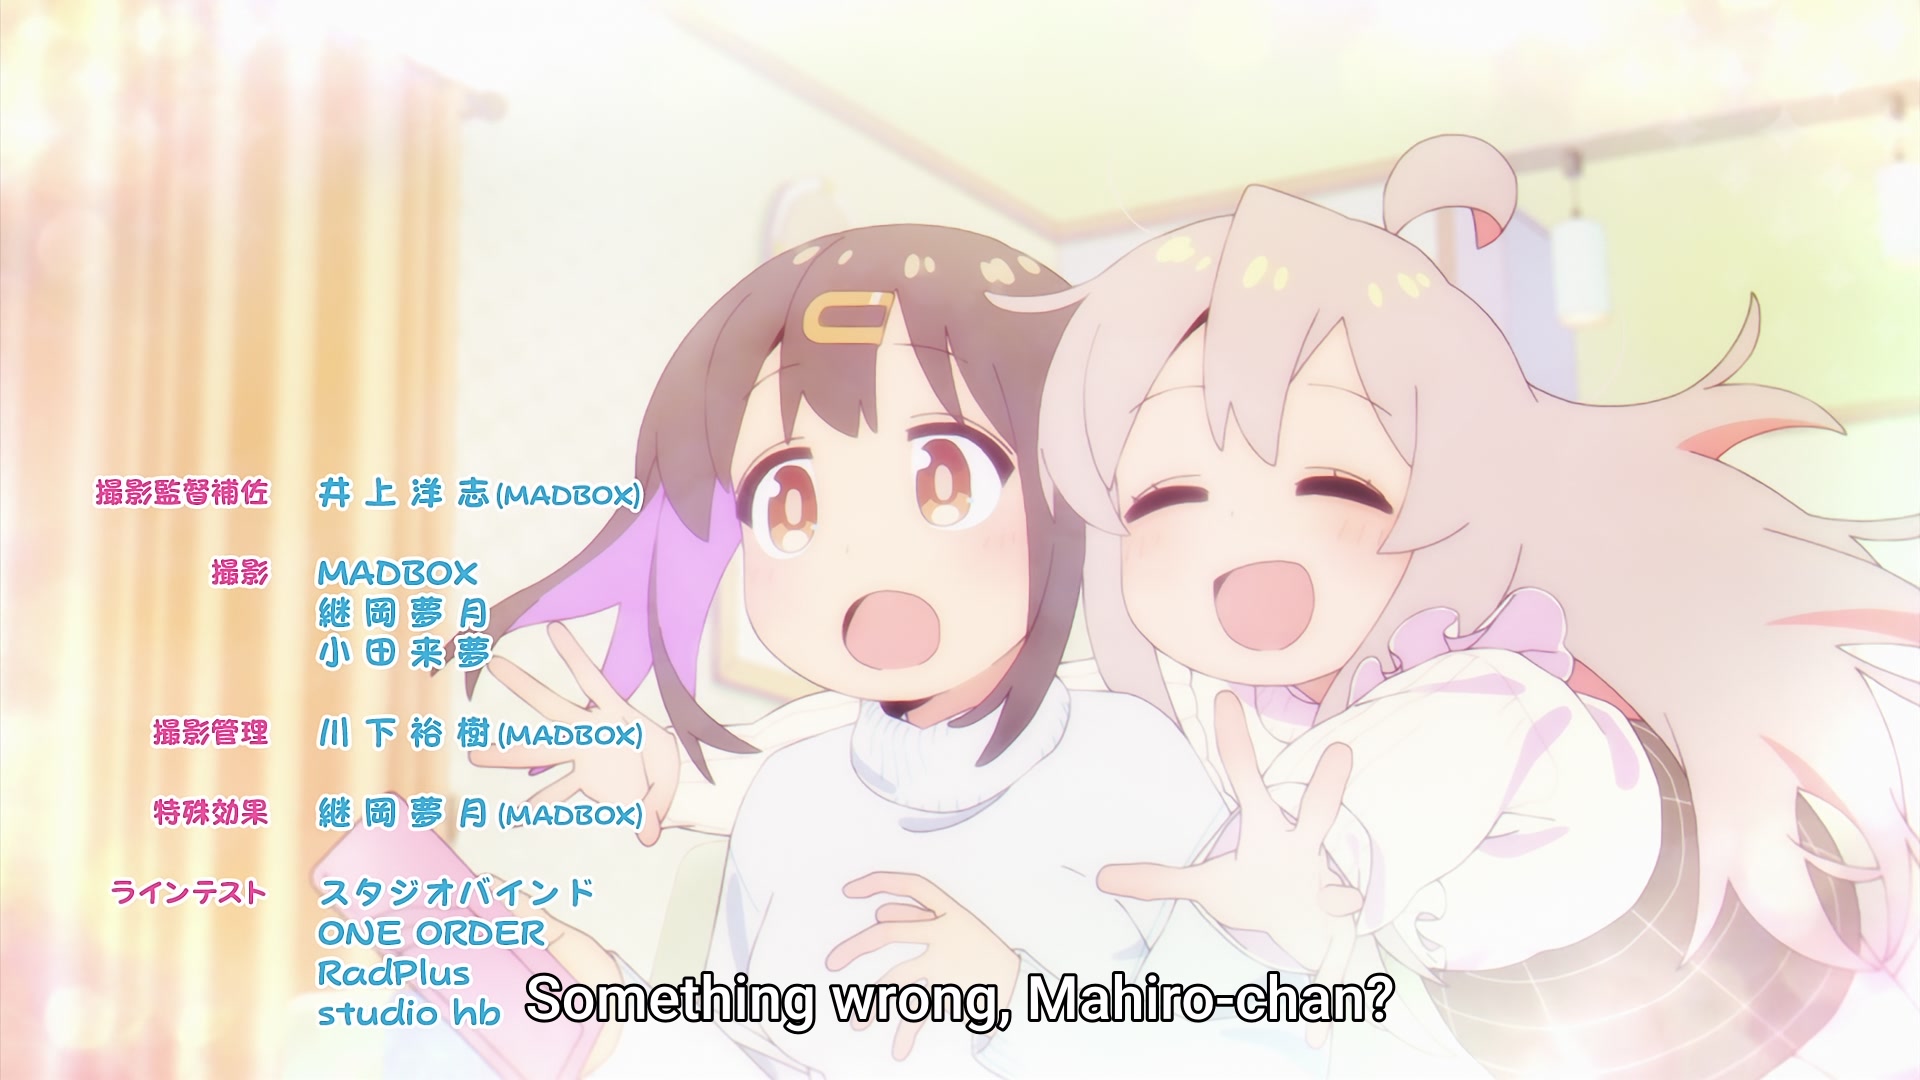 撮影監督補佐 井上洋志(MADBOX)
撮影 MADBOX
継岡夢月
小田来夢
撮影管理 川下裕樹(MADBOX)
特殊効果 継岡夢月(MADBOX)
ラインテスト スタジオバインド
ONE ORDER
RadPlus
studio hb
Something wrong, Mahiro-chan?